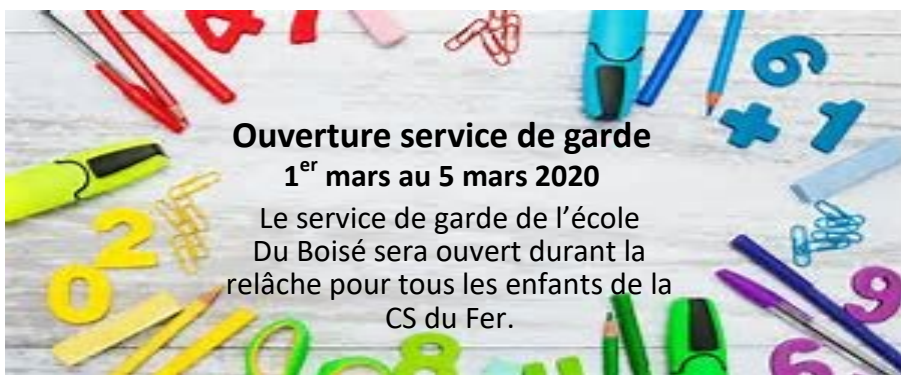 Ouverture service de garde
1er mars au 5 mars 2020
Le service de garde de l’école
Du Boisé sera ouvert durant la
relâche pour tous les enfants de la
CS du Fer.